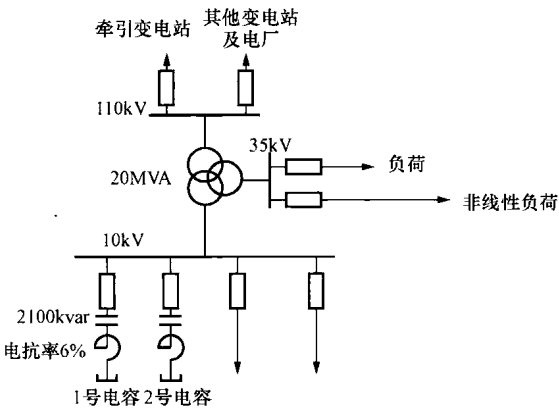 牵引变电站
其他变电站
及电厂
110kV
35kV
负荷
20MVA
非线性负荷
10kV
2100kvar
电抗率6%
1号电容
2号电容